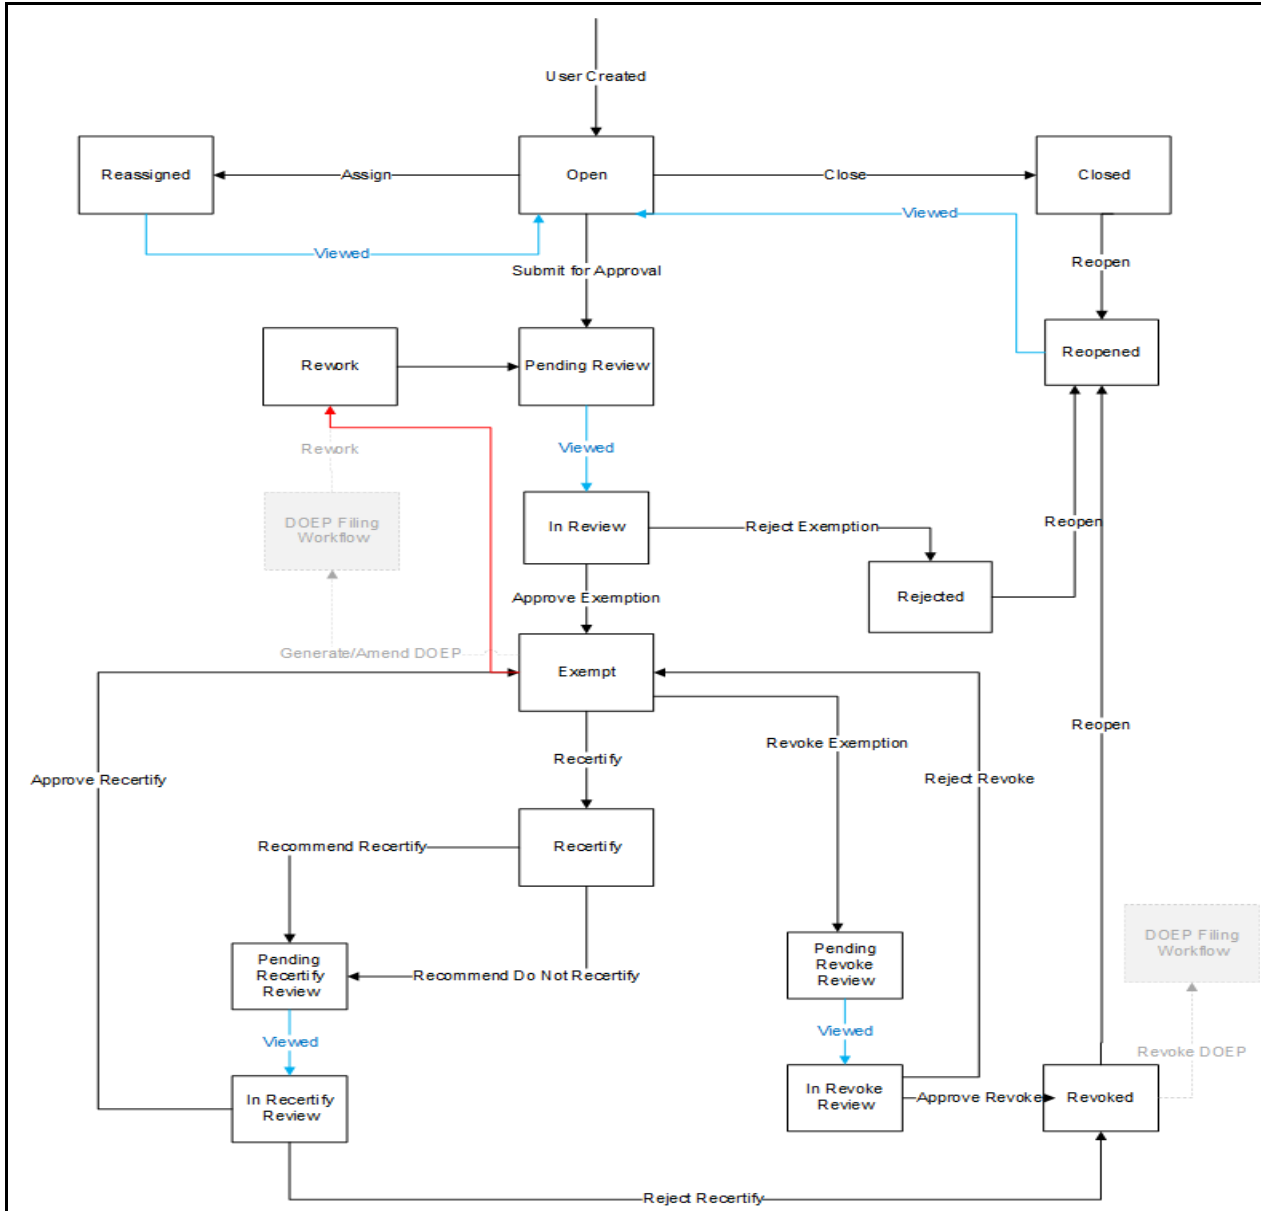 User Created
Reassigned
Assign
Open
Close
Closed
Viewed
Viewed
Submit for Approval
Reopen
Rework
Pending Review
Reopened
Rework
Viewed
DOEP Filing
Workflow
In Review
Reject Exemption
Reopen
Approve Exemption
Rejected
Generate/Amend DOEP
Exempt
Revoke Exemption
Reopen
Recertify
Approve Recertify
Reject Revoke
Recommend Recertify
Recertify
DOEP Filing
Workflow
Pending
Recertify
Review
Recommend Do Not Recertify
Pending
Revoke
Review
Viewed
Viewed
Revoke DOEP
In Recertify
Review
In Revoke
Review
Approve Revoke
Revoked
Reject Recertify